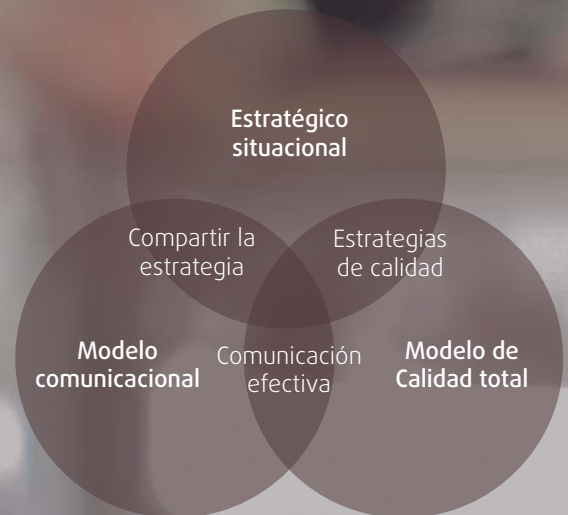 Estratégico
situacional
Compartir la
estrategia
Estrategias
de calidad
Modelo
comunicacional
Comunicación
efectiva
Modelo de
Calidad total